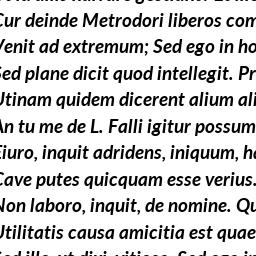 Cur deinde Metrodori liberos com
Venit ad extremum; Sed ego in ho
Sed plane dicit quod intellegit. Pr
Utinam quidem dicerent alium ali
An tu me de L. Falli igitur possum
Eiuro, inquit adridens, iniquum, ha
Cave putes quicquam esse verius.
Non laboro, inquit, de nomine. Qu
Utilitatis causa amicitia est quae